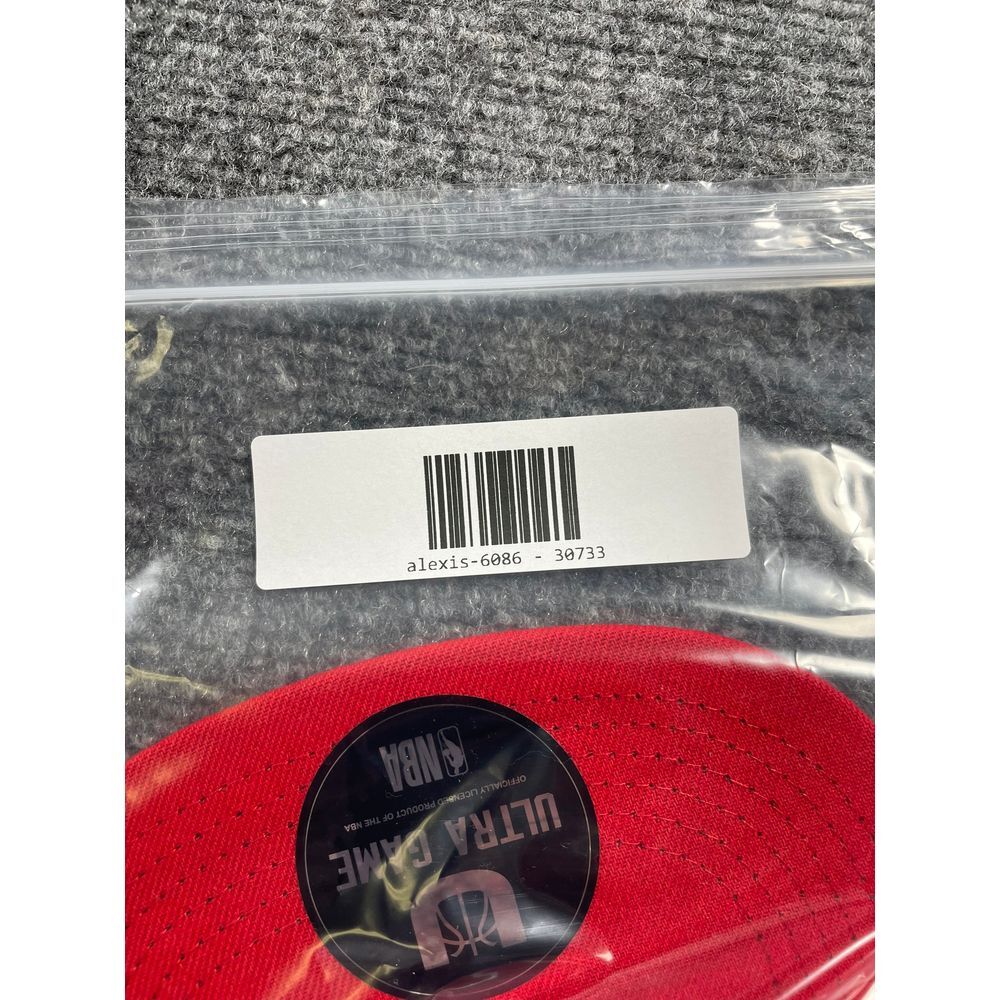 alexis-6086 - 30733
NBA
OFFICIALLY LICENSED PRODUCT OF THE NBA
ULTRA GAME
U